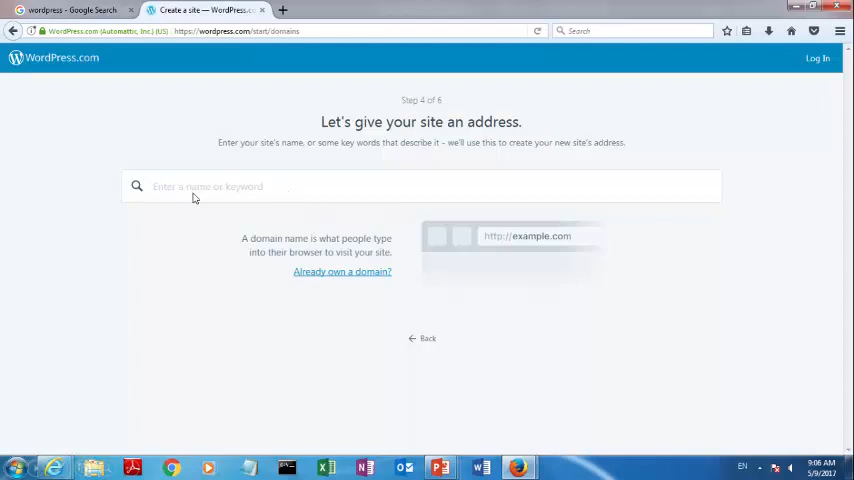 wordpress - Google Search
Create a site — WordPress.co
WordPress.com (Automattic, Inc.) (US)
https://wordpress.com/start/domains
Search
WordPress.com
Log In
Step 4 of 6
Let's give your site an address.
Enter your site's name, or some key words that describe it - we'll use this to create your new site's address.
Enter a name or keyword
A domain name is what people type
into their browser to visit your site.
http://example.com
Already own a domain?
Back
EN
9:06 AM
5/9/2017